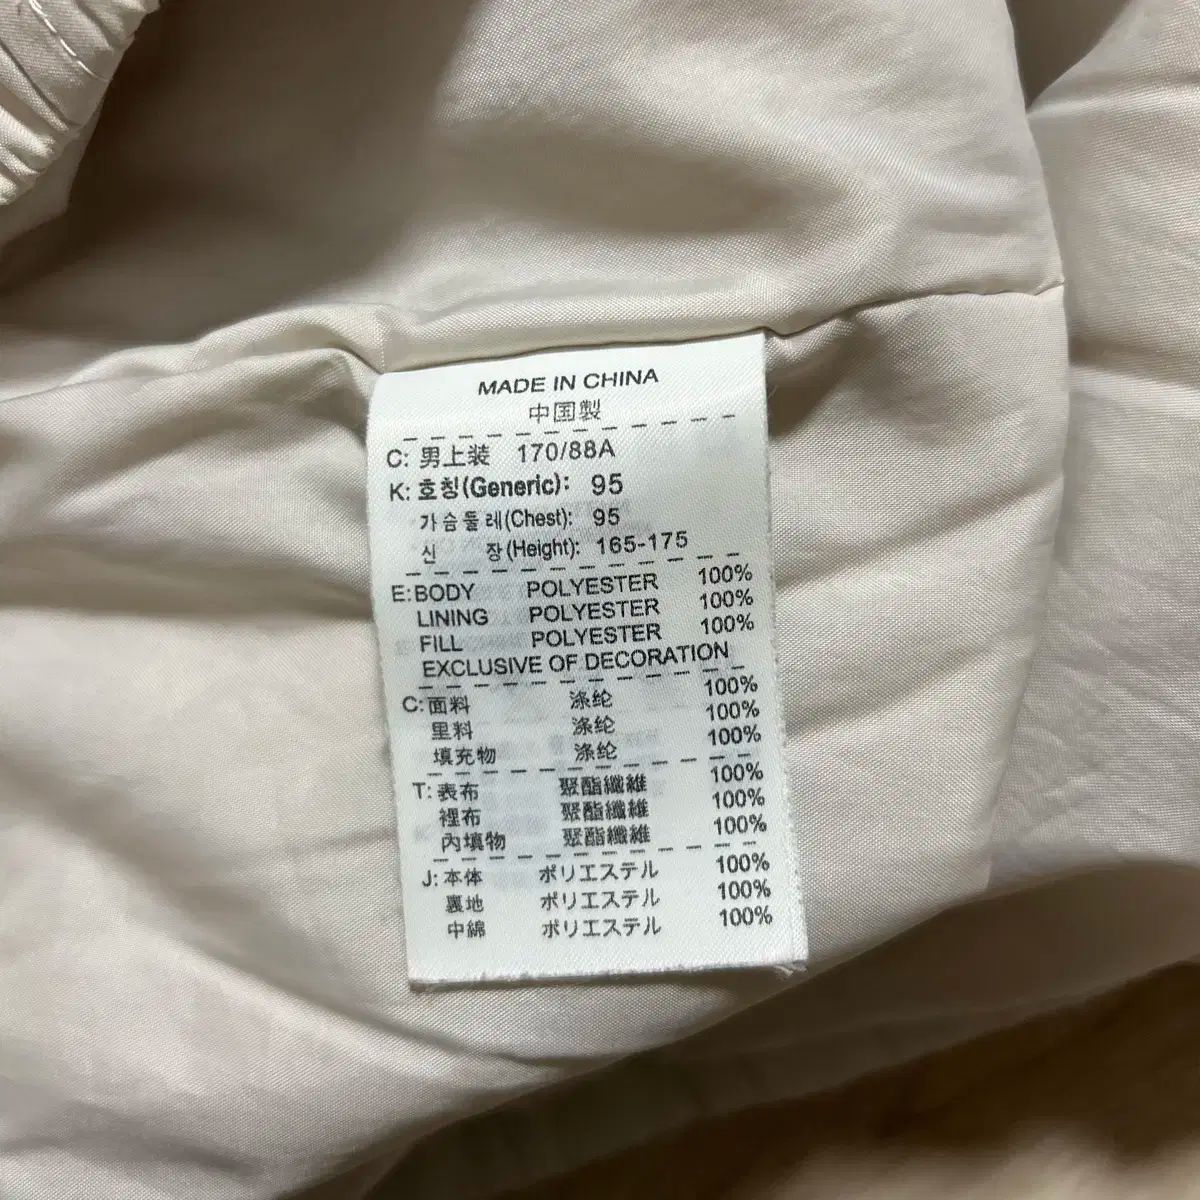 MADE IN CHINA
中国製
C: 男上装 170/88A
K: 호칭(Generic): 95
가슴둘레(Chest): 95
신 장(Height): 165-175
E: BODY POLYESTER 100%
LINING POLYESTER 100%
FILL POLYESTER 100%
EXCLUSIVE OF DECORATION
C: 面料 涤纶 100%
里料 涤纶 100%
填充物 涤纶 100%
T: 表布 聚酯纖維 100%
裡布 聚酯纖維 100%
內填物 聚酯纖維 100%
J: 本体 ポリエステル 100%
裏地 ポリエステル 100%
中綿 ポリエステル 100%